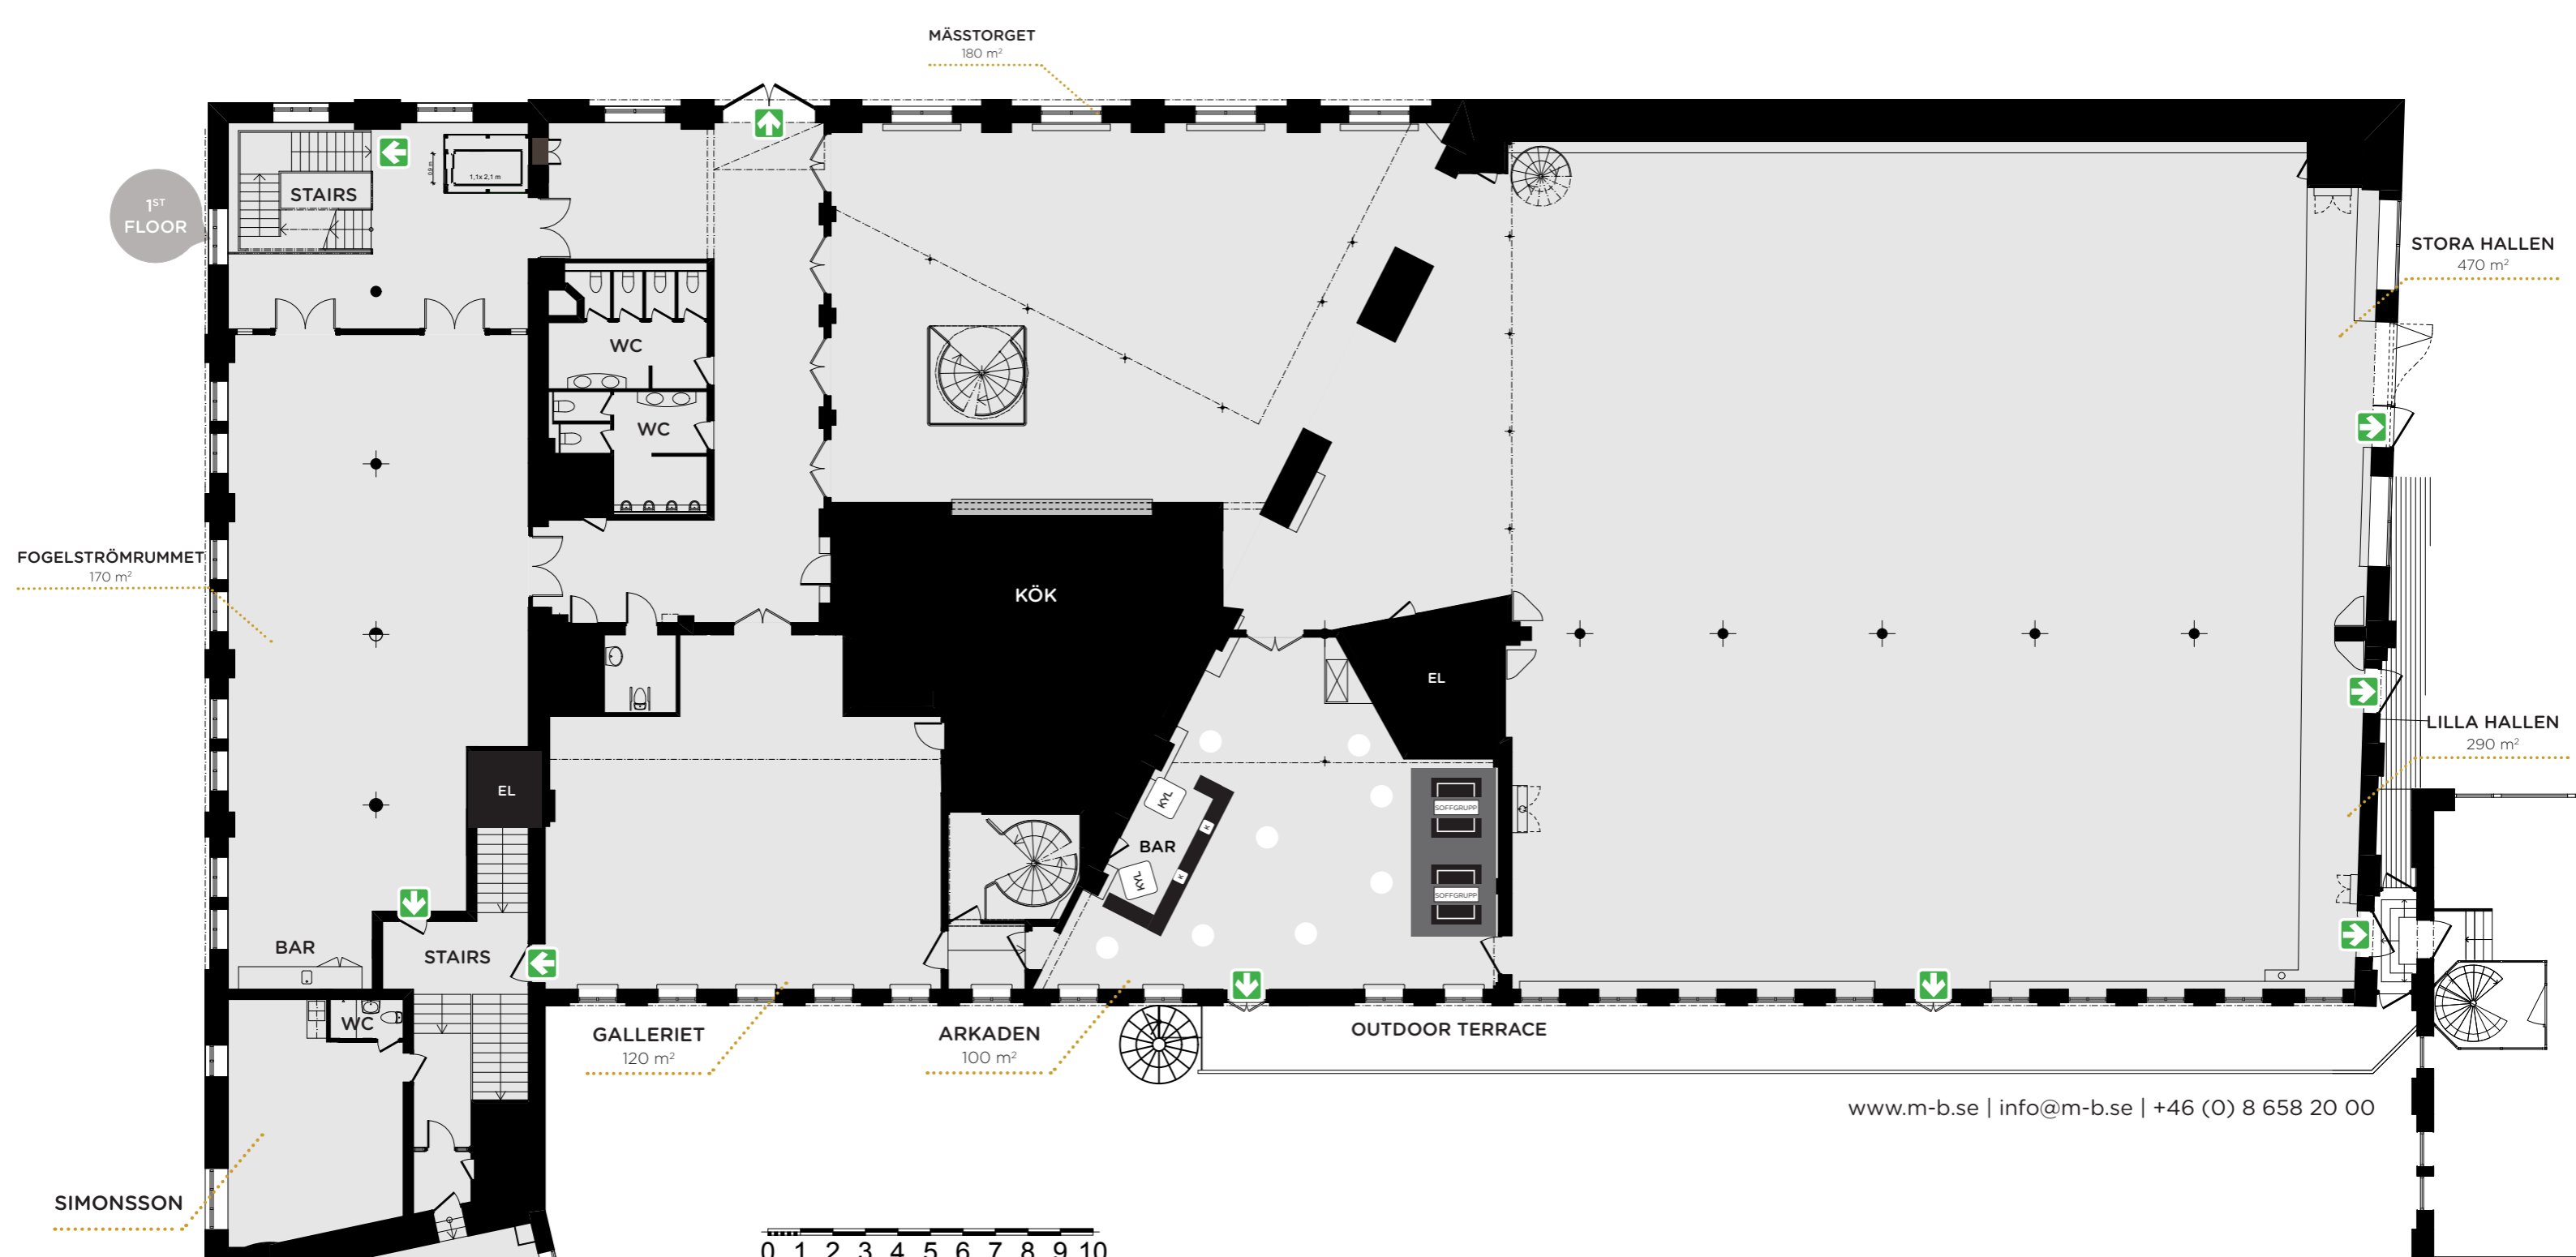 MÄSSTORGET
180 m²
1ST
FLOOR
STAIRS
1,1x 2,1 m
STORA HALLEN
470 m²
WC
WC
FOGELSTRÖMRUMMET
170 m²
KÖK
EL
LILLA HALLEN
290 m²
EL
KYL
SOFFGRUPP
K
BAR
KYL
K
SOFFGRUPP
BAR
STAIRS
WC
GALLERIET
120 m²
ARKADEN
100 m²
OUTDOOR TERRACE
www.m-b.se | info@m-b.se | +46 (0) 8 658 20 00
SIMONSSON
0 1 2 3 4 5 6 7 8 9 10